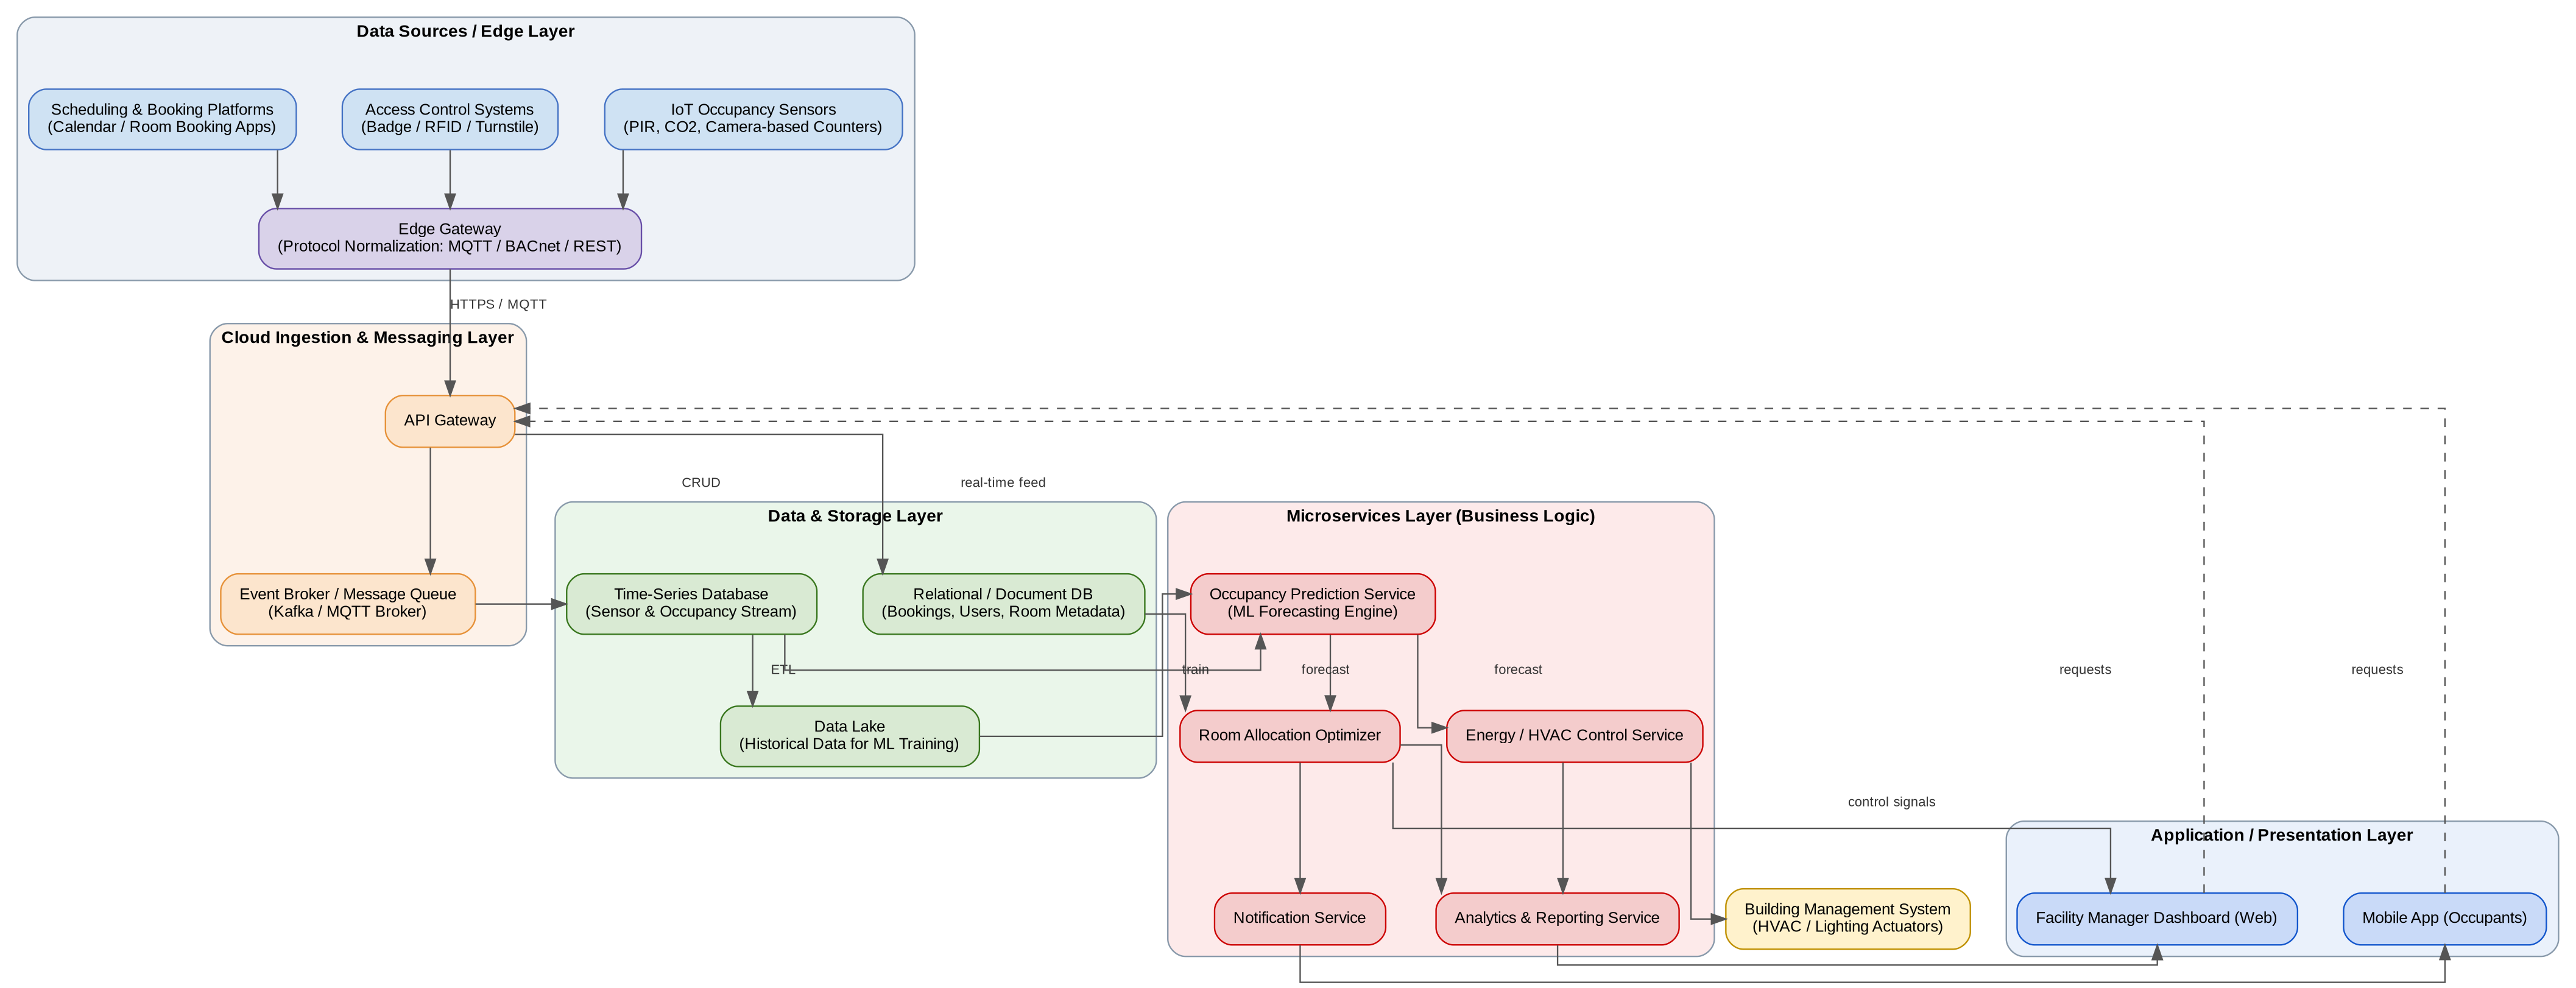 Data Sources / Edge Layer
Scheduling & Booking Platforms
(Calendar / Room Booking Apps)
Access Control Systems
(Badge / RFID / Turnstile)
IoT Occupancy Sensors
(PIR, CO2, Camera-based Counters)
Edge Gateway
(Protocol Normalization: MQTT / BACnet / REST)
HTTPS / MQTT
Cloud Ingestion & Messaging Layer
API Gateway
CRUD
real-time feed
Data & Storage Layer
Microservices Layer (Business Logic)
Event Broker / Message Queue
(Kafka / MQTT Broker)
Time-Series Database
(Sensor & Occupancy Stream)
Relational / Document DB
(Bookings, Users, Room Metadata)
Occupancy Prediction Service
(ML Forecasting Engine)
ETL
train
forecast
forecast
requests
requests
Data Lake
(Historical Data for ML Training)
Room Allocation Optimizer
Energy / HVAC Control Service
control signals
Application / Presentation Layer
Notification Service
Analytics & Reporting Service
Building Management System
(HVAC / Lighting Actuators)
Facility Manager Dashboard (Web)
Mobile App (Occupants)